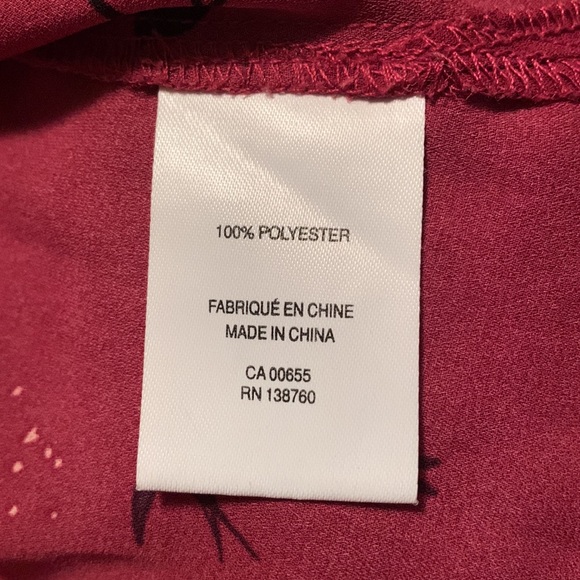 100% POLYESTER
FABRIQUÉ EN CHINE
MADE IN CHINA
CA 00655
RN 138760